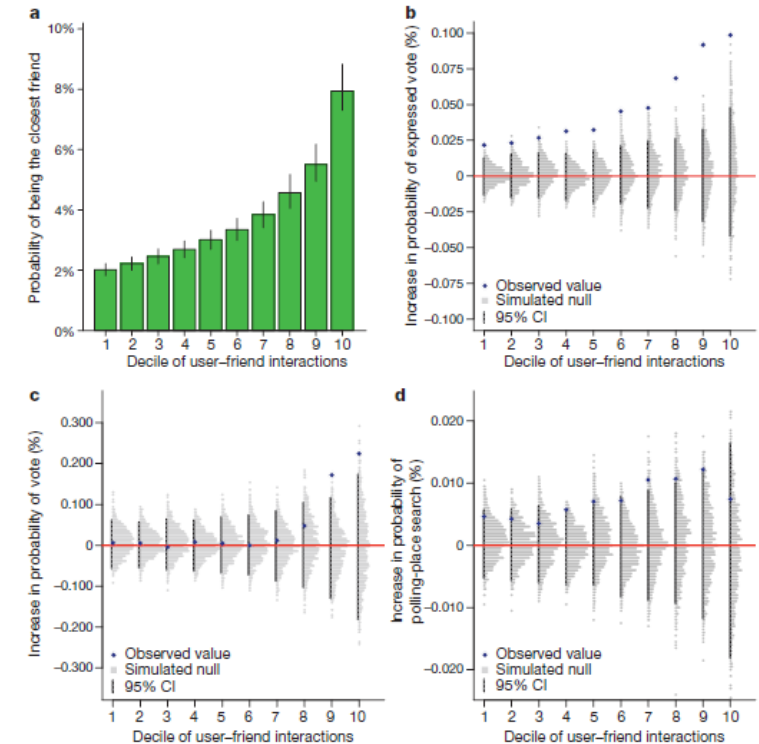 a
Probability of being the closest friend
10%
8%
6%
4%
2%
0%
1 2 3 4 5 6 7 8 9 10
Decile of user–friend interactions
b
Increase in probability of expressed vote (%)
0.100
0.075
0.050
0.025
0
–0.025
–0.050
–0.075
–0.100
Observed value
Simulated null
95% CI
1 2 3 4 5 6 7 8 9 10
Decile of user–friend interactions
c
Increase in probability of vote (%)
0.300
0.200
0.100
0
–0.100
–0.200
–0.300
Observed value
Simulated null
95% CI
1 2 3 4 5 6 7 8 9 10
Decile of user–friend interactions
d
Increase in probability of
polling-place search (%)
0.020
0.010
0
–0.010
–0.020
Observed value
Simulated null
95% CI
1 2 3 4 5 6 7 8 9 10
Decile of user–friend interactions